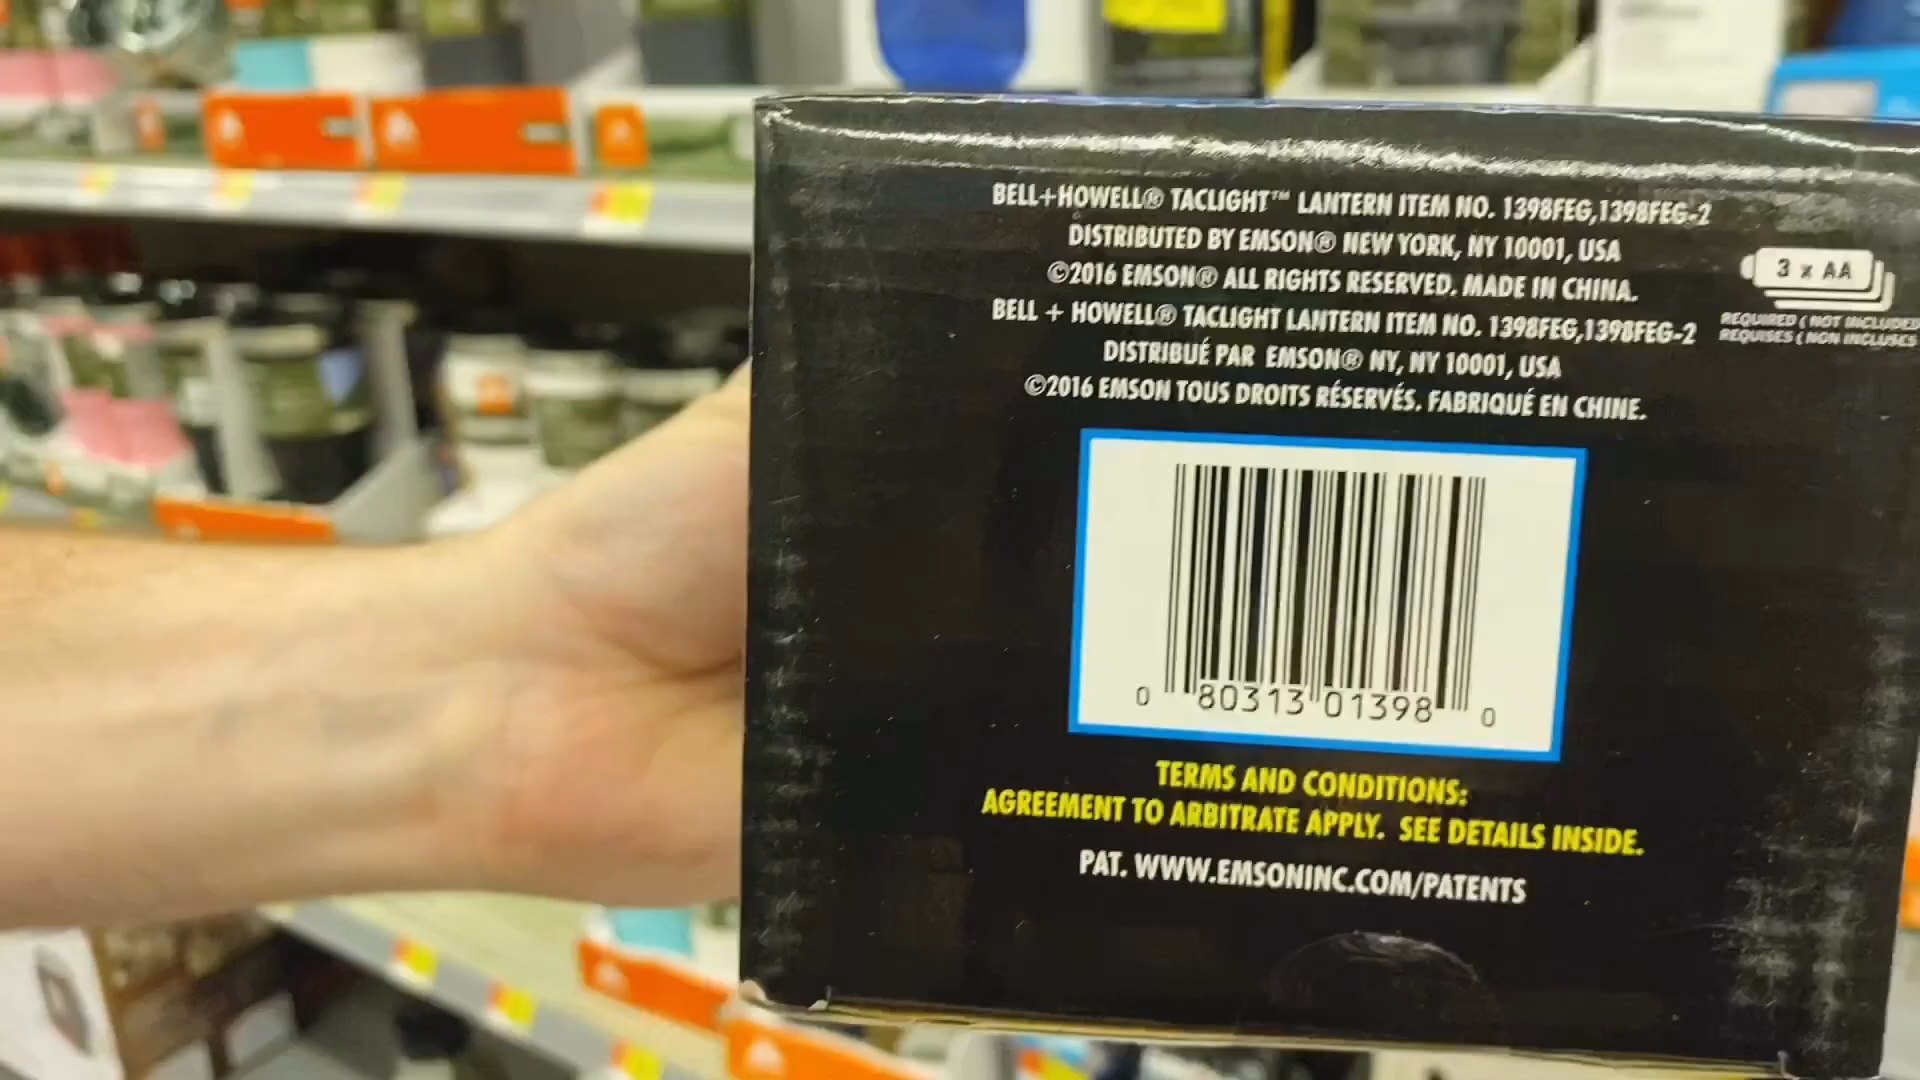 BELL+HOWELL® TACLIGHT™ LANTERN ITEM NO. 1398FEG,1398FEG-2
DISTRIBUTED BY EMSON® NEW YORK, NY 10001, USA
©2016 EMSON® ALL RIGHTS RESERVED. MADE IN CHINA.
BELL + HOWELL® TACLIGHT LANTERN ITEM NO. 1398FEG,1398FEG-2
DISTRIBUÉ PAR EMSON® NY, NY 10001, USA
©2016 EMSON TOUS DROITS RÉSERVÉS. FABRIQUÉ EN CHINE.
3 x AA
REQUIRED (NOT INCLUDED
REQUISES (NON INCLUSES
0 80313 01398 0
TERMS AND CONDITIONS:
AGREEMENT TO ARBITRATE APPLY. SEE DETAILS INSIDE.
PAT. WWW.EMSONINC.COM/PATENTS